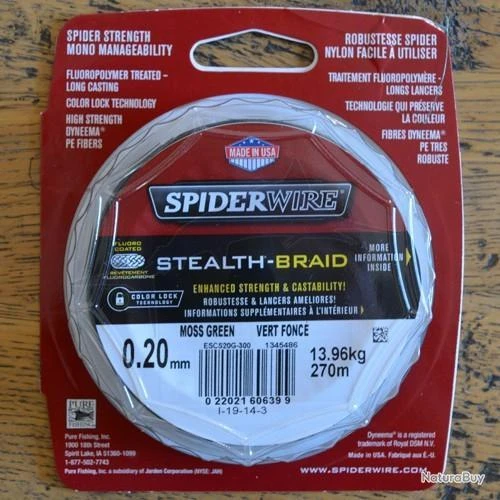 SPIDER STRENGTH
MONO MANAGEABILITY
FLUOROPOLYMER TREATED –
LONG CASTING
COLOR LOCK TECHNOLOGY
HIGH STRENGTH
DYNEEMA®
PE FIBERS
ROBUSTESSE SPIDER
NYLON FACILE À UTILISER
TRAITEMENT FLUOROPOLYMÈRE-
LONGS LANCERS
TECHNOLOGIE QUI PRÉSERVE
LA COULEUR
FIBRES DYNEEMA®
PE TRES
ROBUSTE
MADE IN USA
SPIDERWIRE®
FLUORO
COATED
REVÊTEMENT
FLUOROCARBONE
STEALTH-BRAID
MORE
INFORMATION
INSIDE
COLOR LOCK
TECHNOLOGY
ENHANCED STRENGTH & CASTABILITY!
ROBUSTESSE & LANCERS AMELIORES!
INFORMATIONS SUPPLÉMENTAIRES À L'INTÉRIEUR
MOSS GREEN VERT FONCE
ESC520G-300 1345486
0.20mm
13.96kg
270m
0 22021 60639 9
I-19-14-3
PURE
FISHING
Pure Fishing, Inc.
1900 18th Street
Spirit Lake, IA 51360-1089
1-877-502-7743
Pure Fishing, Inc., a subsidiary of Jarden Corporation (NYSE: JAH)
Dyneema® is a registered
trademark of Royal DSM N.V.
Made in U.S.A. Fabriqué aux É.-U.
WWW.SPIDERWIRE.COM
NaturaBuy